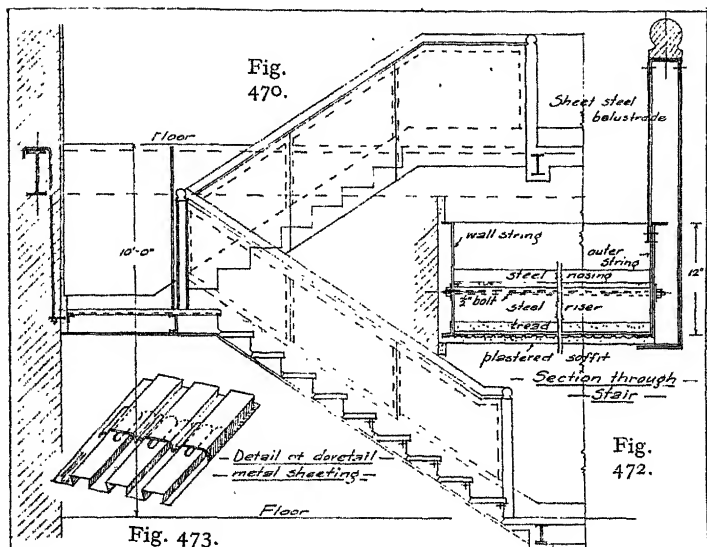 Fig.
470.
Sheet steel
balustrade
Floor
10'-0"
wall string
outer
string
steel nosing
12"
½" bolt
steel
riser
tread
plastered soffit
Section through
Stair
Detail of dovetail
metal sheeting
Fig.
472.
Floor
Fig. 473.